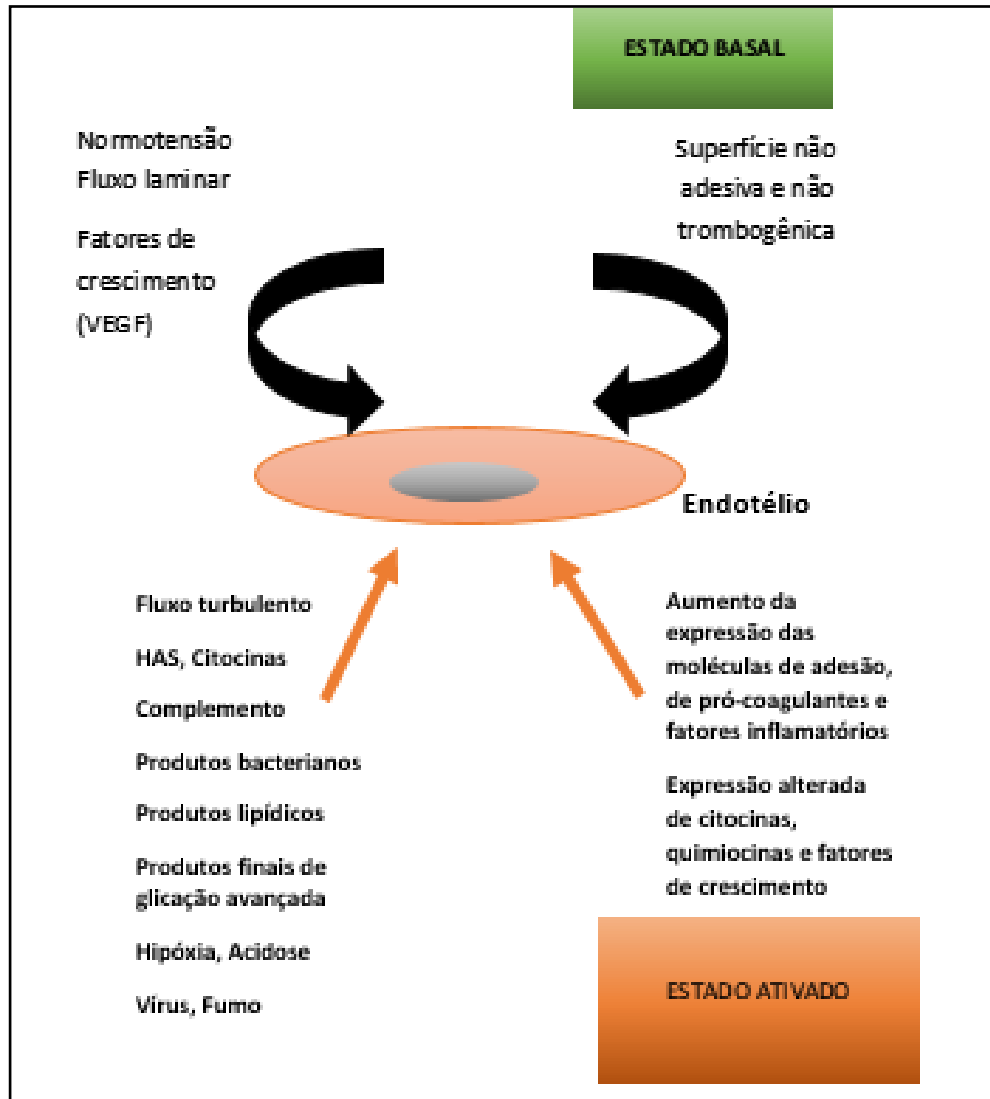 ESTADO BASAL
Normotensão
Fluxo laminar
Fatores de
crescimento
(VEGF)
Superfície não
adesiva e não
trombogênica
Endotélio
Fluxo turbulento
HAS, Citocinas
Complemento
Produtos bacterianos
Produtos lipídicos
Produtos finais de
glicação avançada
Hipóxia, Acidose
Vírus, Fumo
Aumento da
expressão das
moléculas de adesão,
de pró-coagulantes e
fatores inflamatórios
Expressão alterada
de citocinas,
quimiocinas e fatores
de crescimento
ESTADO ATIVADO